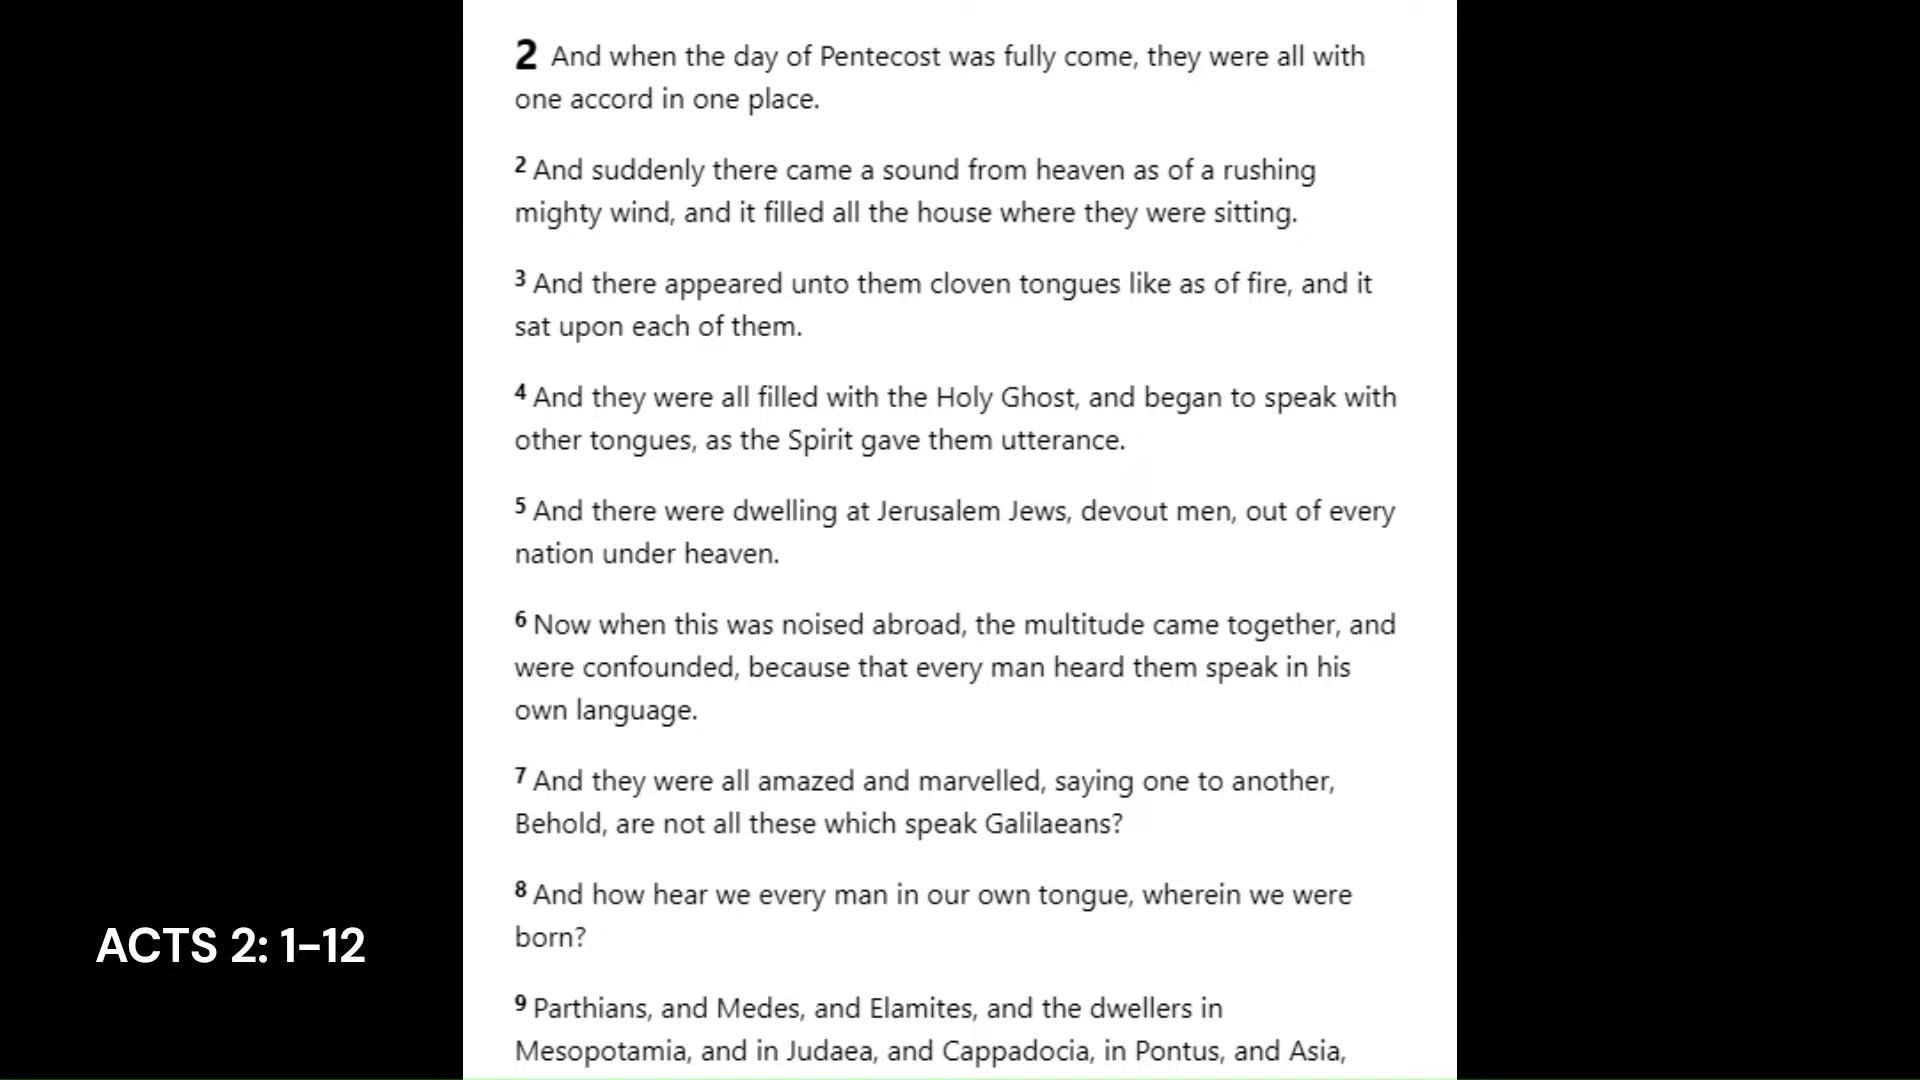 2 And when the day of Pentecost was fully come, they were all with
one accord in one place.
2 And suddenly there came a sound from heaven as of a rushing
mighty wind, and it filled all the house where they were sitting.
3 And there appeared unto them cloven tongues like as of fire, and it
sat upon each of them.
4 And they were all filled with the Holy Ghost, and began to speak with
other tongues, as the Spirit gave them utterance.
5 And there were dwelling at Jerusalem Jews, devout men, out of every
nation under heaven.
6 Now when this was noised abroad, the multitude came together, and
were confounded, because that every man heard them speak in his
own language.
7 And they were all amazed and marvelled, saying one to another,
Behold, are not all these which speak Galilaeans?
8 And how hear we every man in our own tongue, wherein we were
born?
9 Parthians, and Medes, and Elamites, and the dwellers in
Mesopotamia, and in Judaea, and Cappadocia, in Pontus, and Asia,
ACTS 2: 1-12